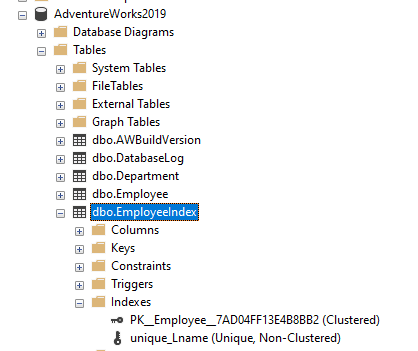 AdventureWorks2019
Database Diagrams
Tables
System Tables
FileTables
External Tables
Graph Tables
dbo.AWBuildVersion
dbo.DatabaseLog
dbo.Department
dbo.Employee
dbo.EmployeeIndex
Columns
Keys
Constraints
Triggers
Indexes
PK__Employee__7AD04FF13E4B8BB2 (Clustered)
unique_Lname (Unique, Non-Clustered)